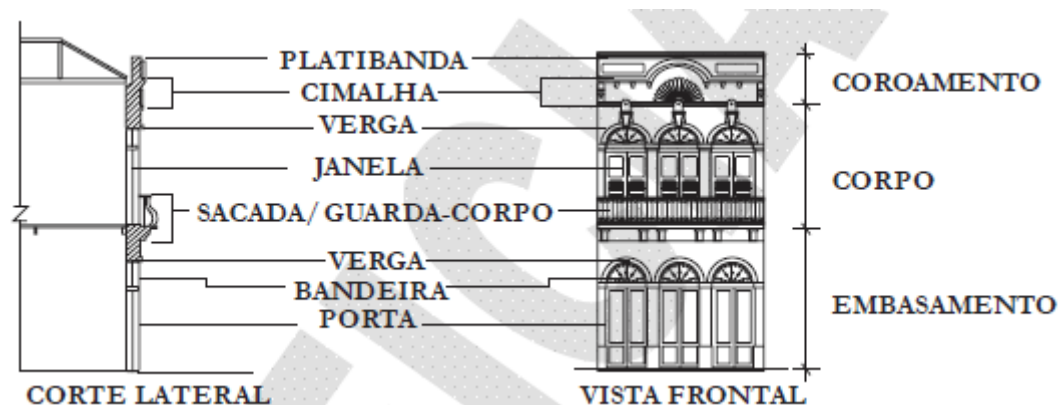 PLATIBANDA
CIMALHA
VERGA
JANELA
SACADA/ GUARDA-CORPO
VERGA
BANDEIRA
PORTA
COROAMENTO
CORPO
EMBASAMENTO
CORTE LATERAL
VISTA FRONTAL